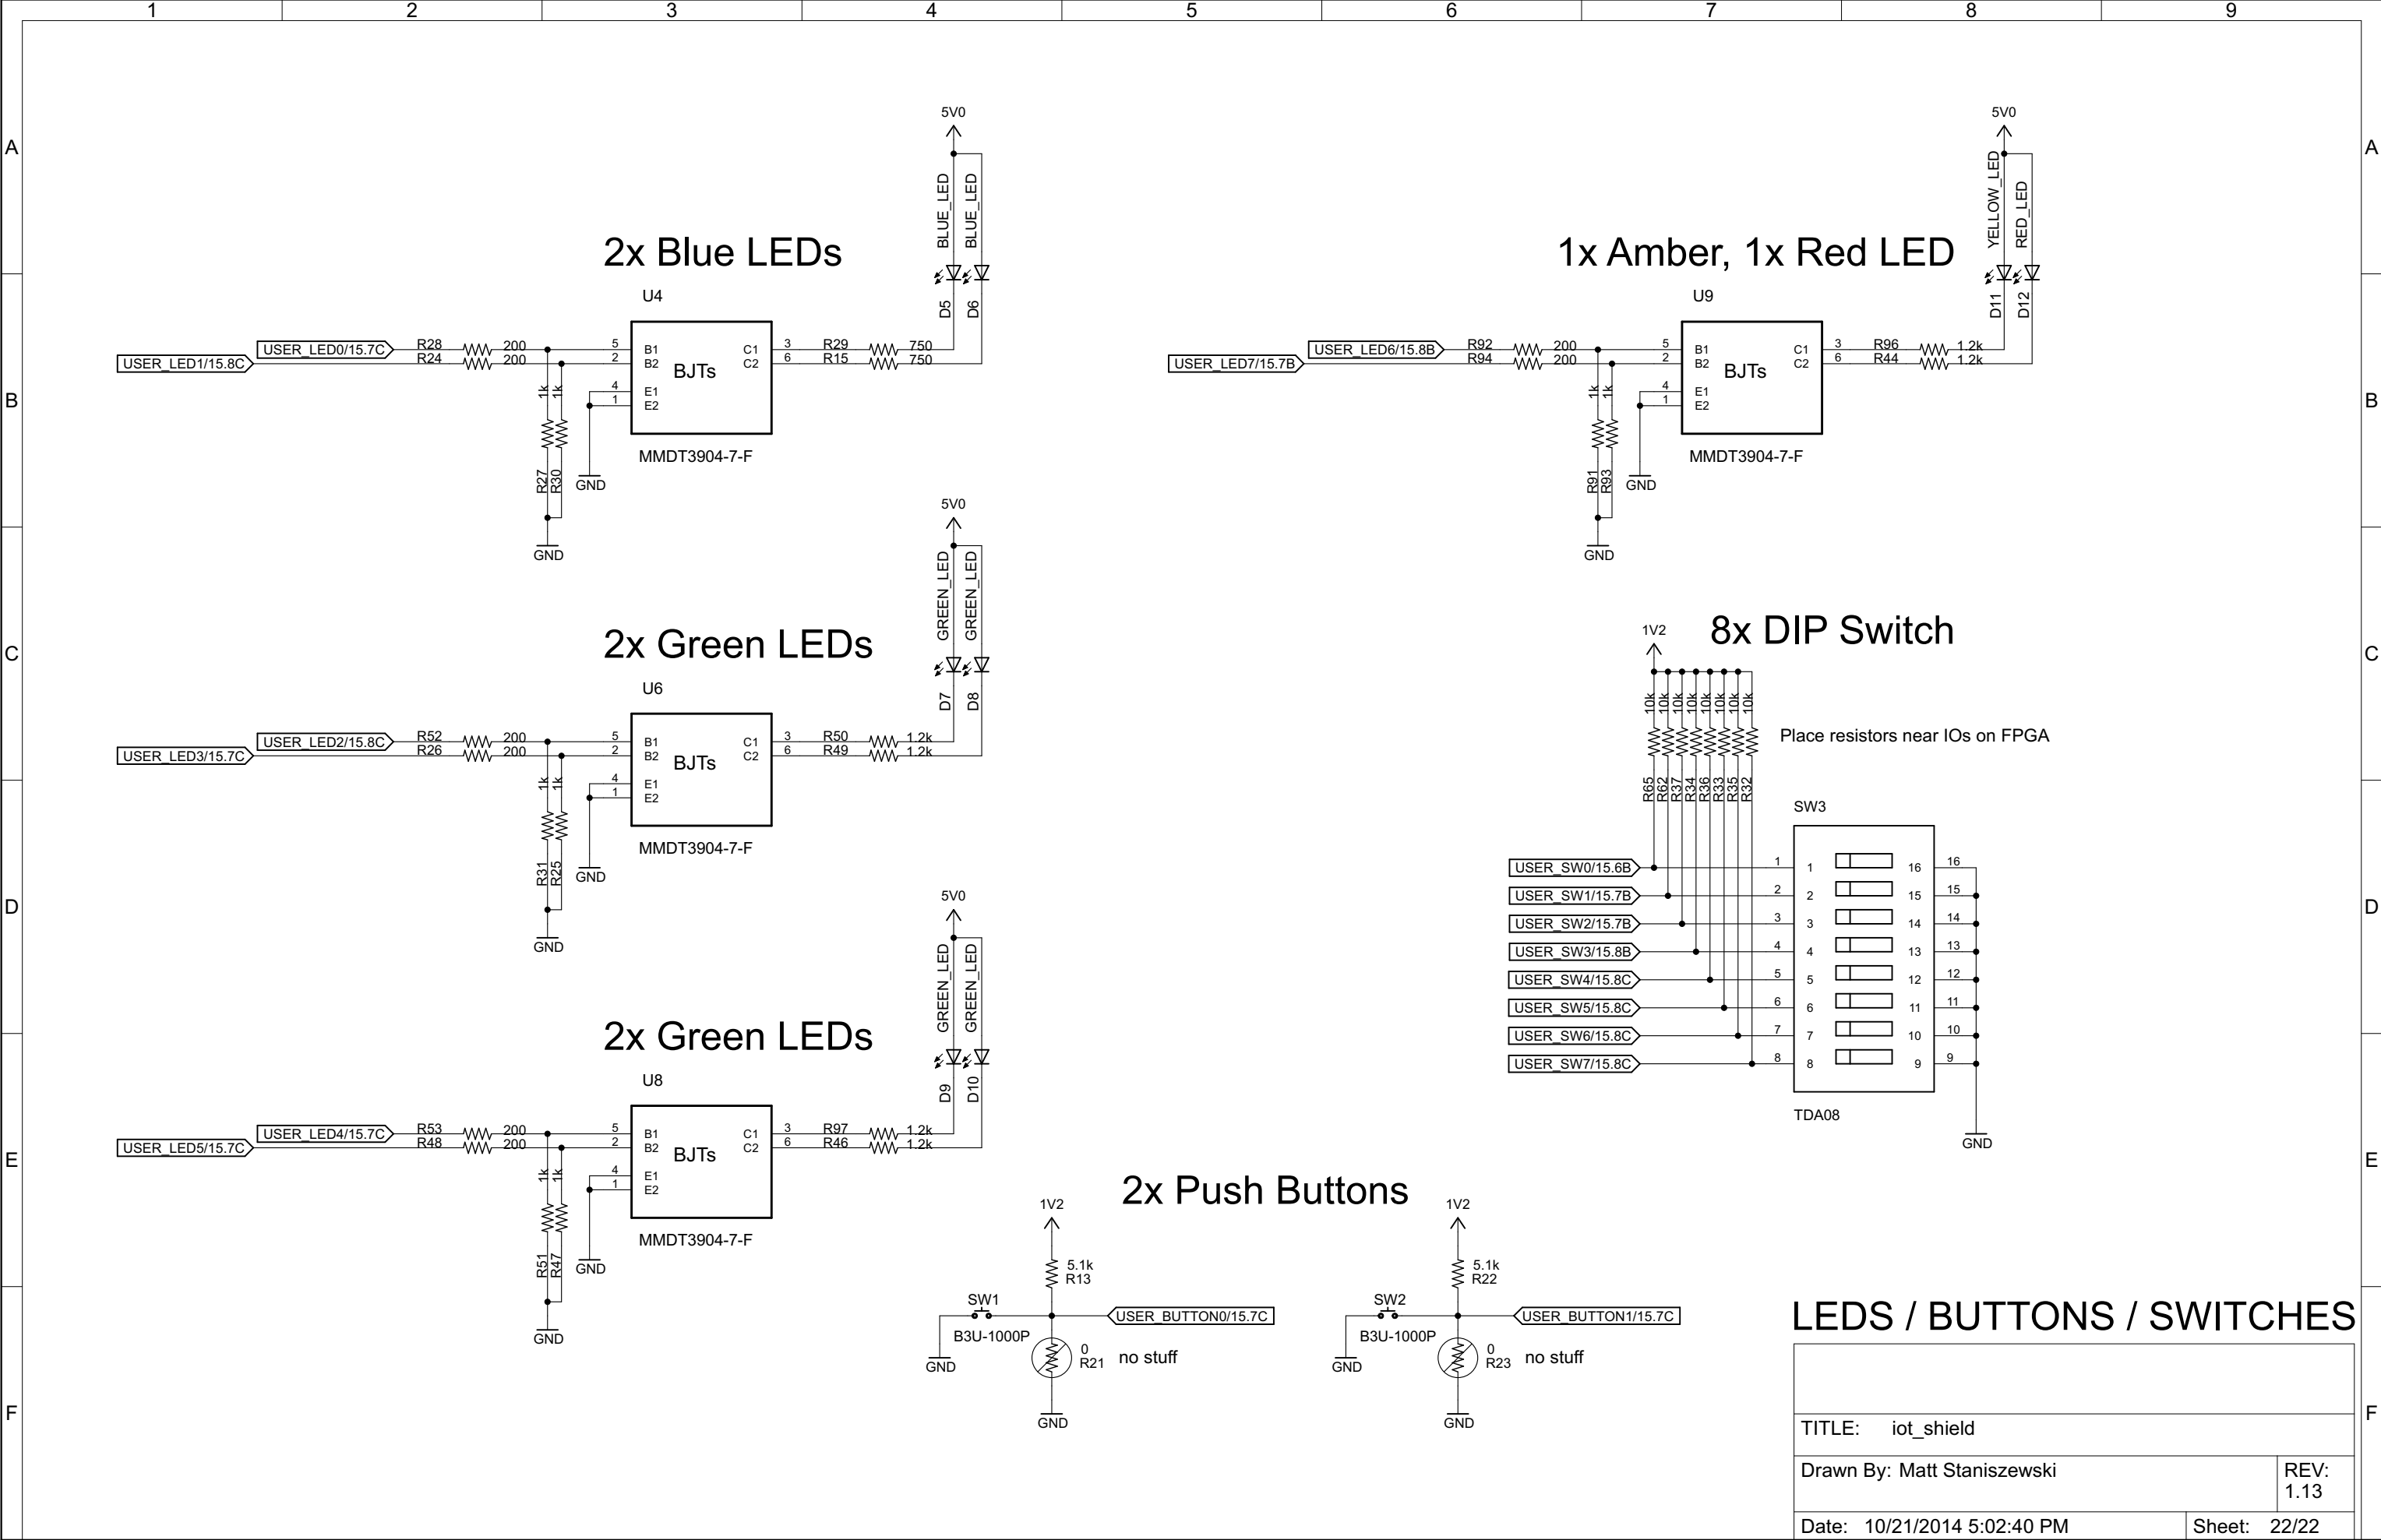 1 2 3 4 5 6 7 8 9
A A
B B
C C
D D
E E
F F
2x Blue LEDs
5V0
BLUE_LED
BLUE_LED
D5
D6
U4
USER_LED0/15.7C
USER_LED1/15.8C
R28 200
R24 200
1k
1k
R27
R30
GND
GND
5 B1
2 B2
4 E1
1 E2
BJTs
C1 3
C2 6
R29 750
R15 750
MMDT3904-7-F
1x Amber, 1x Red LED
5V0
YELLOW_LED
RED_LED
D11
D12
U9
USER_LED6/15.8B
USER_LED7/15.7B
R92 200
R94 200
1k
1k
R91
R93
GND
GND
5 B1
2 B2
4 E1
1 E2
BJTs
C1 3
C2 6
R96 1.2k
R44 1.2k
MMDT3904-7-F
2x Green LEDs
5V0
GREEN_LED
GREEN_LED
D7
D8
U6
USER_LED2/15.8C
USER_LED3/15.7C
R52 200
R26 200
1k
1k
R31
R25
GND
GND
5 B1
2 B2
4 E1
1 E2
BJTs
C1 3
C2 6
R50 1.2k
R49 1.2k
MMDT3904-7-F
2x Green LEDs
5V0
GREEN_LED
GREEN_LED
D9
D10
U8
USER_LED4/15.7C
USER_LED5/15.7C
R53 200
R48 200
1k
1k
R51
R47
GND
GND
5 B1
2 B2
4 E1
1 E2
BJTs
C1 3
C2 6
R97 1.2k
R46 1.2k
MMDT3904-7-F
8x DIP Switch
1V2
10k
10k
10k
10k
10k
10k
10k
10k
Place resistors near IOs on FPGA
R65
R62
R37
R34
R36
R33
R35
R32
SW3
USER_SW0/15.6B 1 1 16 16
USER_SW1/15.7B 2 2 15 15
USER_SW2/15.7B 3 3 14 14
USER_SW3/15.8B 4 4 13 13
USER_SW4/15.8C 5 5 12 12
USER_SW5/15.8C 6 6 11 11
USER_SW6/15.8C 7 7 10 10
USER_SW7/15.8C 8 8 9 9
TDA08
GND
2x Push Buttons
1V2
5.1k
R13
SW1
B3U-1000P
USER_BUTTON0/15.7C
0
R21 no stuff
GND
GND
1V2
5.1k
R22
SW2
B3U-1000P
USER_BUTTON1/15.7C
0
R23 no stuff
GND
GND
LEDS / BUTTONS / SWITCHES
TITLE: iot_shield
Drawn By: Matt Staniszewski
REV:
1.13
Date: 10/21/2014 5:02:40 PM
Sheet: 22/22